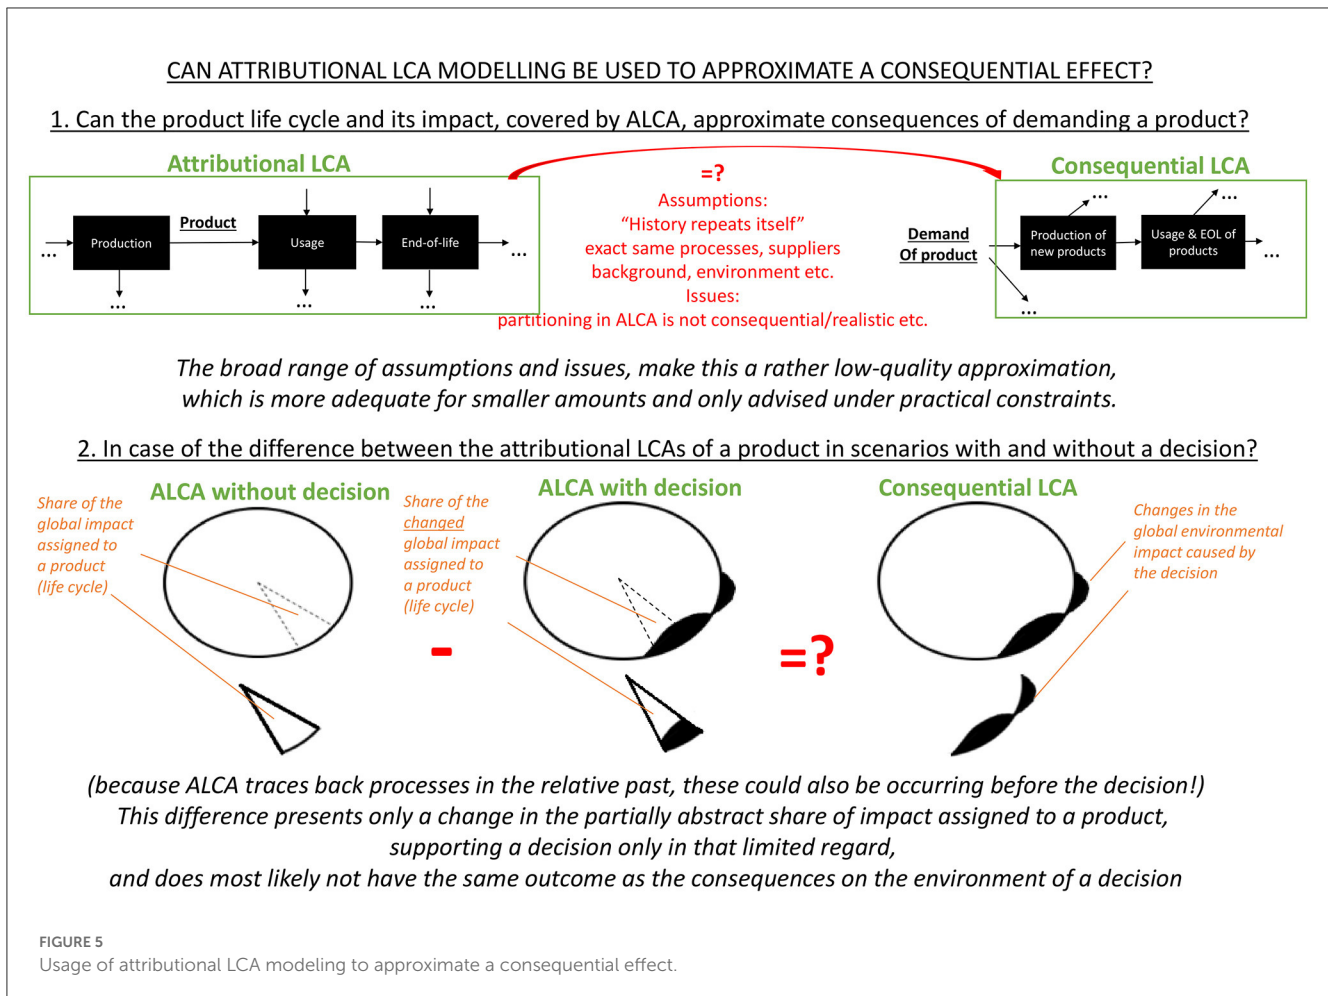 CAN ATTRIBUTIONAL LCA MODELLING BE USED TO APPROXIMATE A CONSEQUENTIAL EFFECT?
1. Can the product life cycle and its impact, covered by ALCA, approximate consequences of demanding a product?
Attributional LCA
Production
...
...
Product
Usage
...
End-of-life
...
...
=?
Assumptions:
“History repeats itself”
exact same processes, suppliers
background, environment etc.
Issues:
partitioning in ALCA is not consequential/realistic etc.
Consequential LCA
Demand
Of product
...
Production of
new products
...
Usage & EOL of
products
...
...
The broad range of assumptions and issues, make this a rather low-quality approximation,
which is more adequate for smaller amounts and only advised under practical constraints.
2. In case of the difference between the attributional LCAs of a product in scenarios with and without a decision?
ALCA without decision
Share of the
global impact
assigned to
a product
(life cycle)
-
ALCA with decision
Share of the
changed
global impact
assigned to
a product
(life cycle)
=?
Consequential LCA
Changes in the
global environmental
impact caused by
the decision
(because ALCA traces back processes in the relative past, these could also be occurring before the decision!)
This difference presents only a change in the partially abstract share of impact assigned to a product,
supporting a decision only in that limited regard,
and does most likely not have the same outcome as the consequences on the environment of a decision
FIGURE 5
Usage of attributional LCA modeling to approximate a consequential effect.